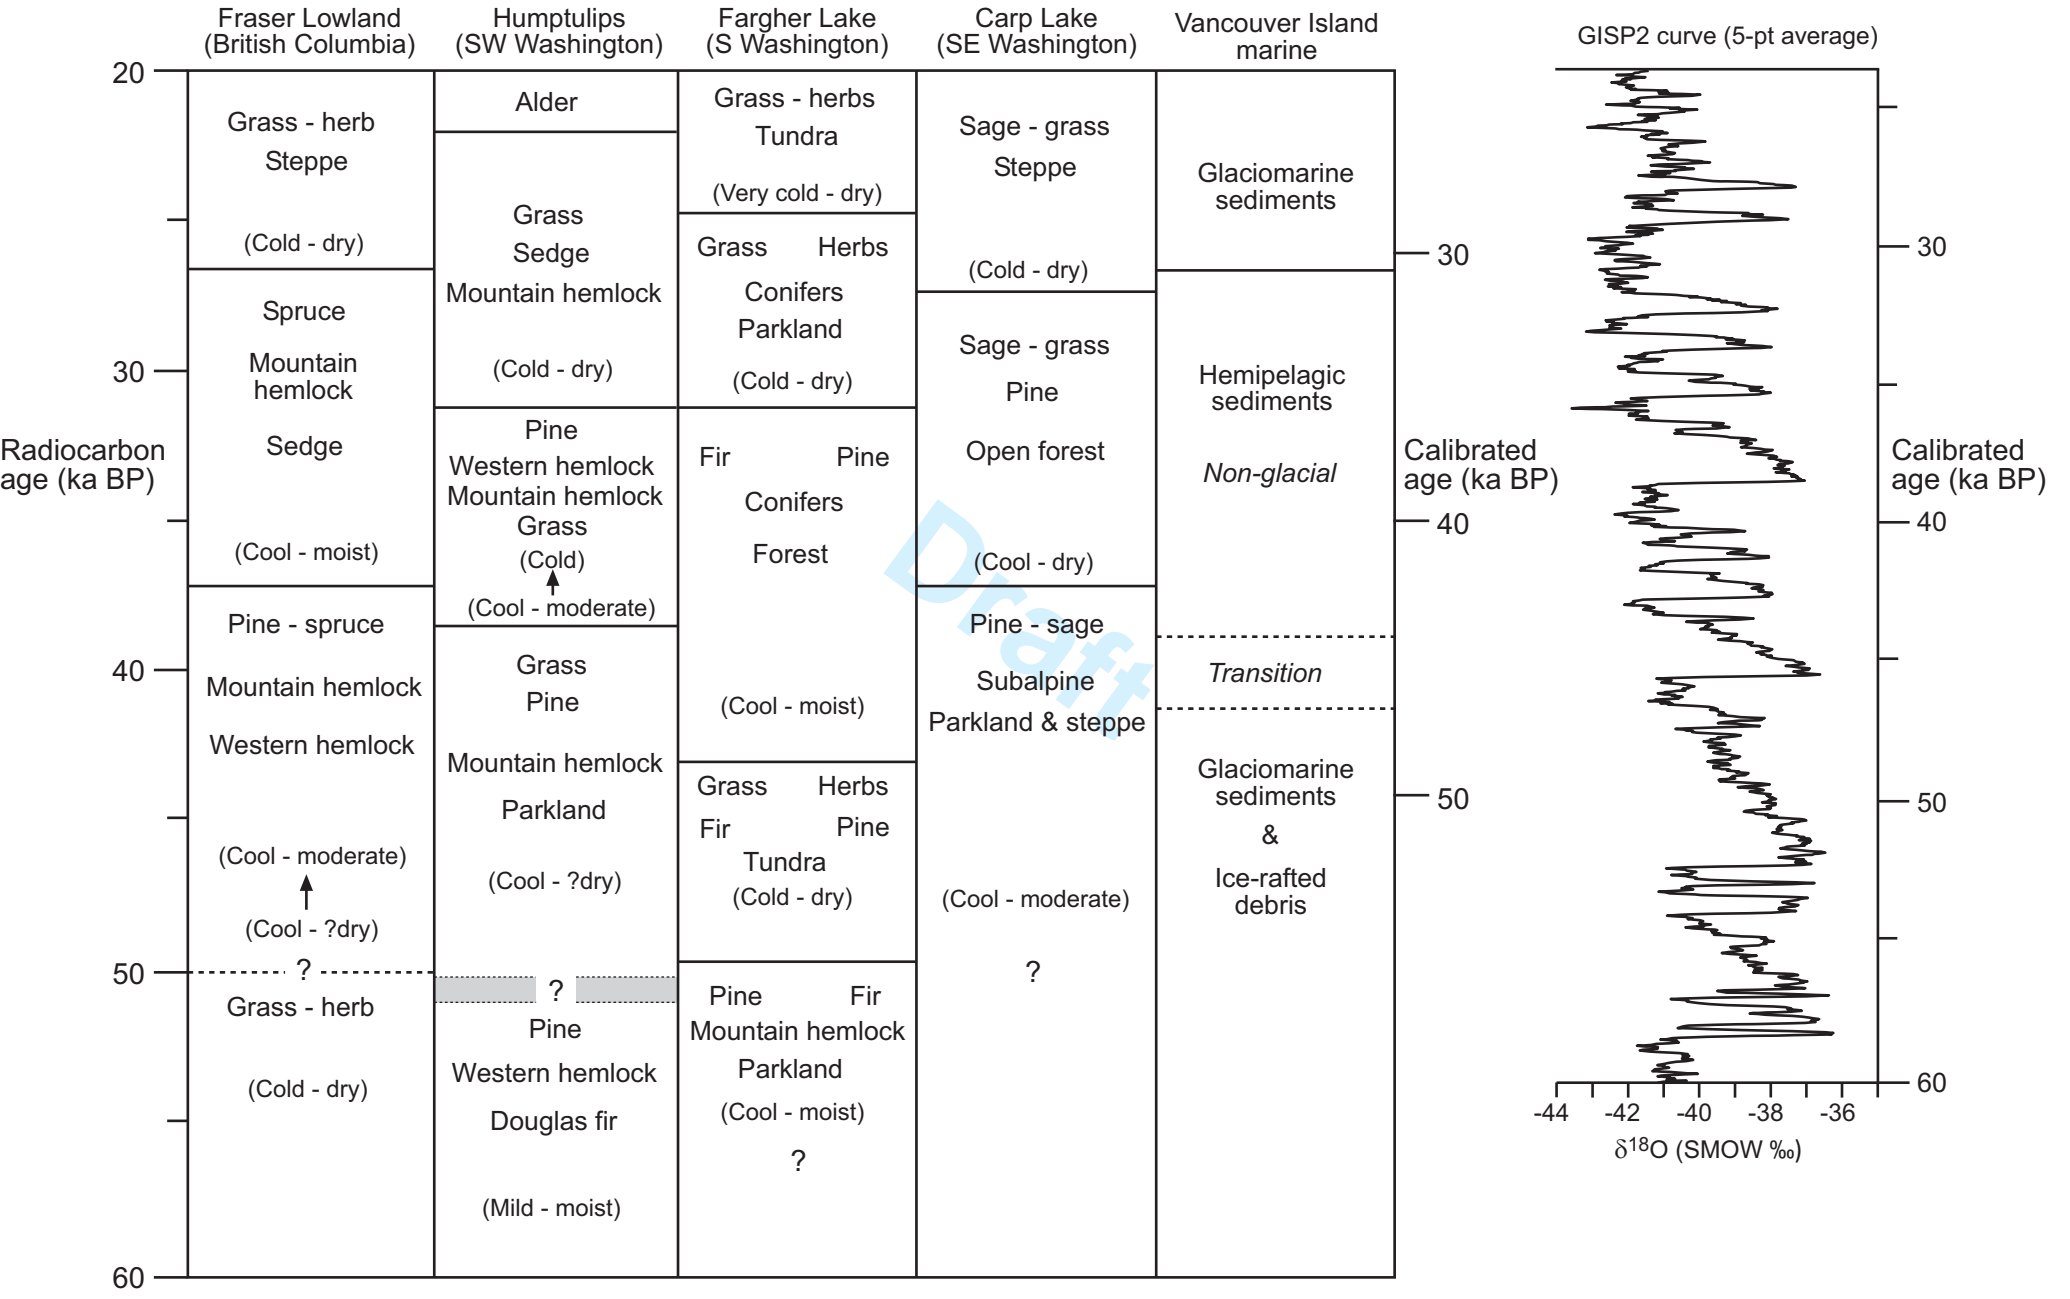 Fraser Lowland
(British Columbia)
Humptulips
(SW Washington)
Fargher Lake
(S Washington)
Carp Lake
(SE Washington)
Vancouver Island
marine
GISP2 curve (5-pt average)
Radiocarbon
age (ka BP)
20
30
40
50
60
Grass - herb
Steppe
(Cold - dry)
Spruce
Mountain
hemlock
Sedge
(Cool - moist)
Pine - spruce
Mountain hemlock
Western hemlock
(Cool - moderate)
(Cool - ?dry)
?
Grass - herb
(Cold - dry)
Alder
Grass
Sedge
Mountain hemlock
(Cold - dry)
Pine
Western hemlock
Mountain hemlock
Grass
(Cold)
(Cool - moderate)
Grass
Pine
Mountain hemlock
Parkland
(Cool - ?dry)
?
Pine
Western hemlock
Douglas fir
(Mild - moist)
Grass - herbs
Tundra
(Very cold - dry)
Grass Herbs
Conifers
Parkland
(Cold - dry)
Fir Pine
Conifers
Forest
(Cool - moist)
Grass Herbs
Fir Pine
Tundra
(Cold - dry)
Pine Fir
Mountain hemlock
Parkland
(Cool - moist)
?
Sage - grass
Steppe
(Cold - dry)
Sage - grass
Pine
Open forest
(Cool - dry)
Pine - sage
Subalpine
Parkland & steppe
(Cool - moderate)
?
Glaciomarine
sediments
Hemipelagic
sediments
Non-glacial
Transition
Glaciomarine
sediments
&
Ice-rafted
debris
30
Calibrated
age (ka BP)
40
50
30
Calibrated
age (ka BP)
40
50
60
-44 -42 -40 -38 -36
δ18O (SMOW ‰)
Draft